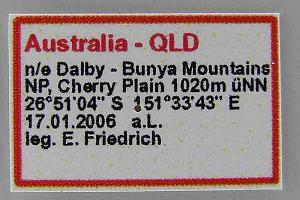 Australia - QLD
n/e Dalby - Bunya Mountains
NP, Cherry Plain 1020m üNN
26°51'04" S 151°33'43" E
17.01.2006 a.L.
leg. E. Friedrich